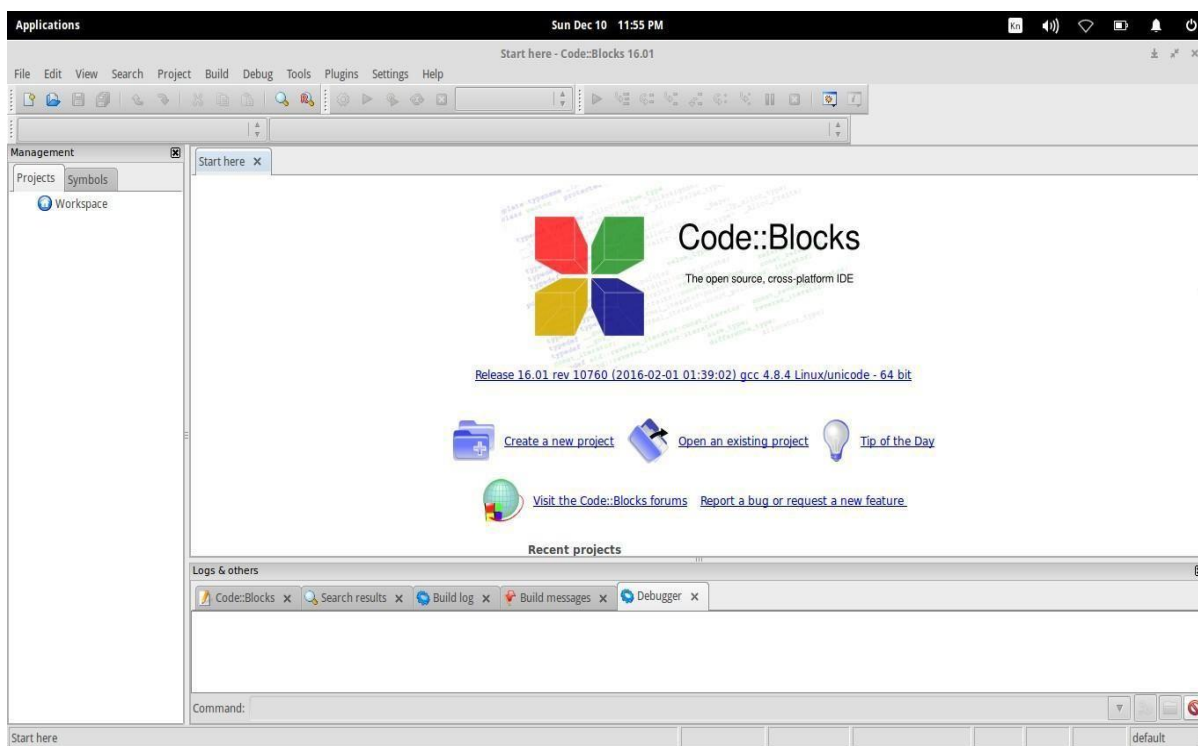 Applications Sun Dec 10 11:55 PM Kn
Start here - Code::Blocks 16.01
File Edit View Search Project Build Debug Tools Plugins Settings Help
Management
Start here
Projects Symbols
Workspace
Code::Blocks
The open source, cross-platform IDE
Release 16.01 rev 10760 (2016-02-01 01:39:02) gcc 4.8.4 Linux/unicode - 64 bit
Create a new project Open an existing project Tip of the Day
Visit the Code::Blocks forums Report a bug or request a new feature
Recent projects
Logs & others
Code::Blocks Search results Build log Build messages Debugger
Command:
Start here default